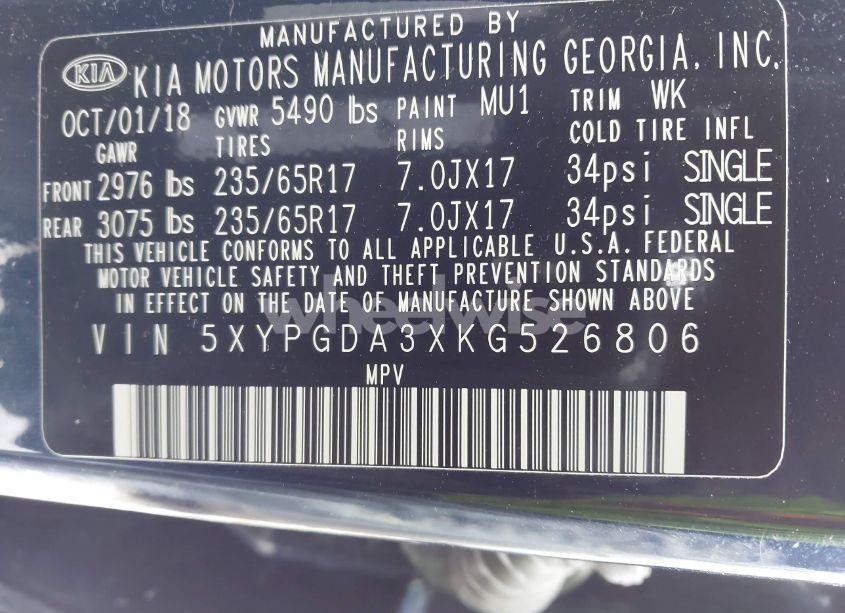 MANUFACTURED BY
KIA KIA MOTORS MANUFACTURING GEORGIA, INC.
OCT/01/18 GVWR 5490 lbs PAINT MU1 TRIM WK
GAWR TIRES RIMS COLD TIRE INFL
FRONT 2976 lbs 235/65R17 7.0JX17 34psi SINGLE
REAR 3075 lbs 235/65R17 7.0JX17 34psi SINGLE
THIS VEHICLE CONFORMS TO ALL APPLICABLE U.S.A. FEDERAL
MOTOR VEHICLE SAFETY AND THEFT PREVENTION STANDARDS
IN EFFECT ON THE DATE OF MANUFACTURE SHOWN ABOVE
wheelwise
VIN 5XYPGDA3XKG526806
MPV